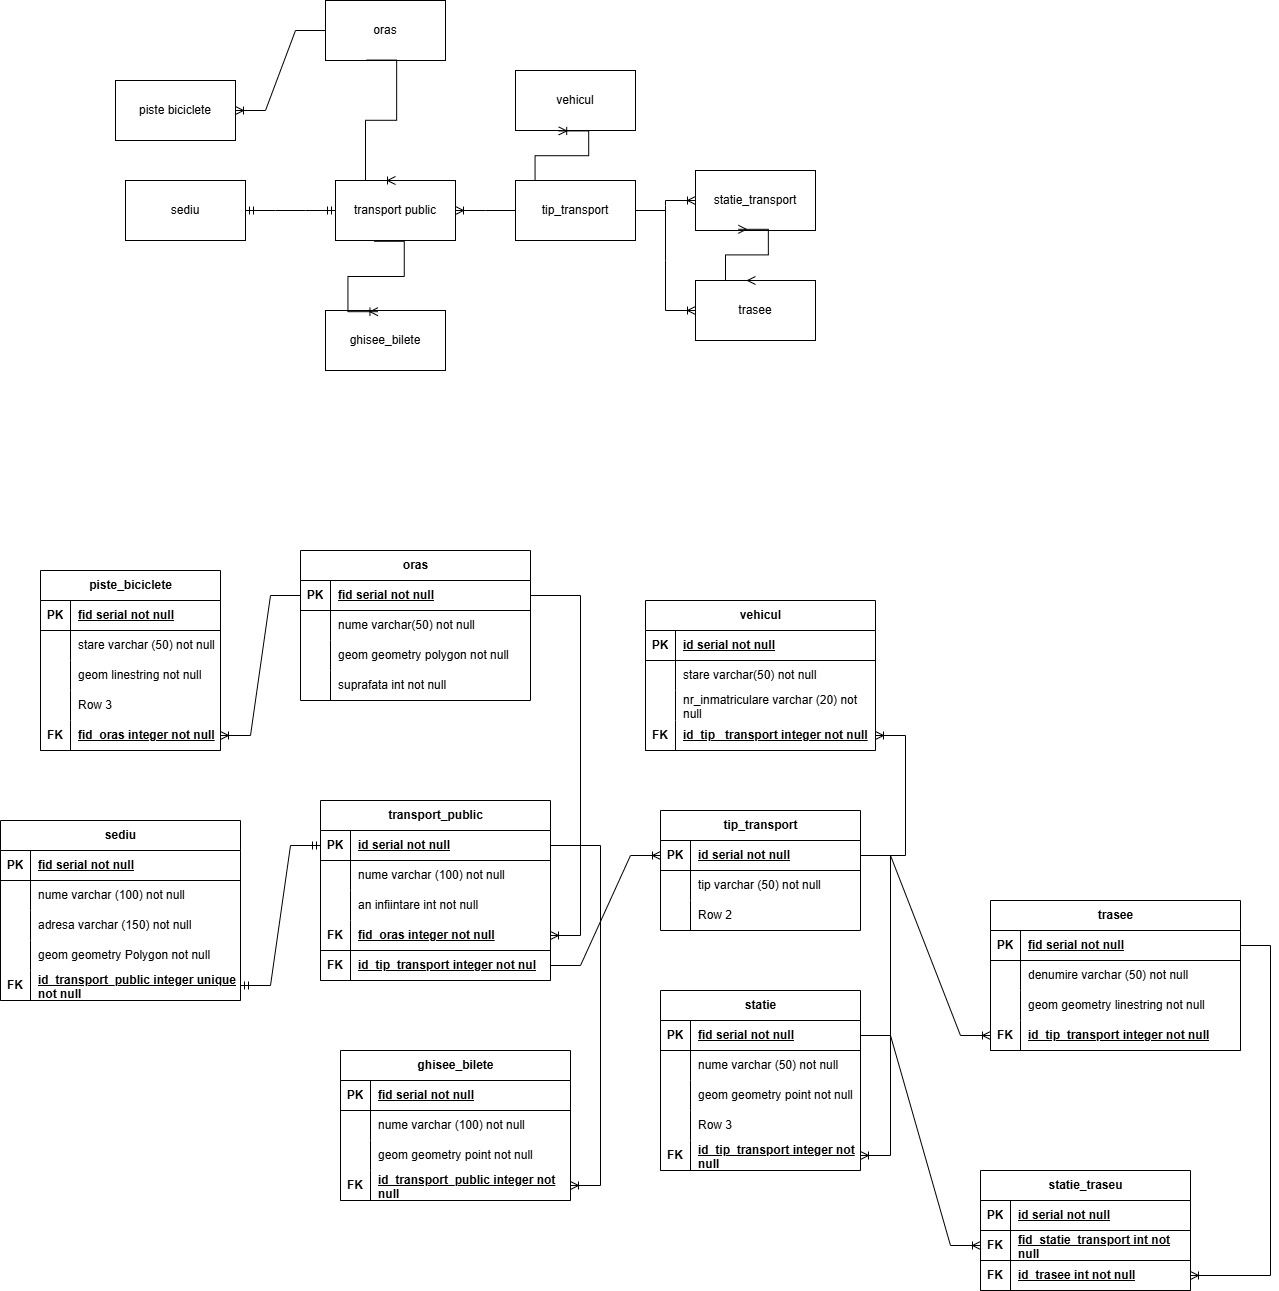 oras
piste biciclete
vehicul
sediu
transport public
tip_transport
statie_transport
trasee
ghisee_bilete
piste_biciclete
PK fid serial not null
stare varchar (50) not null
geom linestring not null
Row 3
FK fid_oras integer not null
oras
PK fid serial not null
nume varchar(50) not null
geom geometry polygon not null
suprafata int not null
vehicul
PK id serial not null
stare varchar(50) not null
nr_inmatriculare varchar (20) not
null
FK id_tip_ transport integer not null
sediu
PK fid serial not null
nume varchar (100) not null
adresa varchar (150) not null
geom geometry Polygon not null
FK id_transport_public integer unique
not null
transport_public
PK id serial not null
nume varchar (100) not null
an infiintare int not null
FK fid_oras integer not null
FK id_tip_transport integer not nul
tip_transport
PK id serial not null
tip varchar (50) not null
Row 2
trasee
PK fid serial not null
denumire varchar (50) not null
geom geometry linestring not null
FK id_tip_transport integer not null
statie
PK fid serial not null
nume varchar (50) not null
geom geometry point not null
Row 3
FK id_tip_transport integer not
null
ghisee_bilete
PK fid serial not null
nume varchar (100) not null
geom geometry point not null
FK id_transport_public integer not
null
statie_traseu
PK id serial not null
FK fid_statie_transport int not
null
FK id_trasee int not null